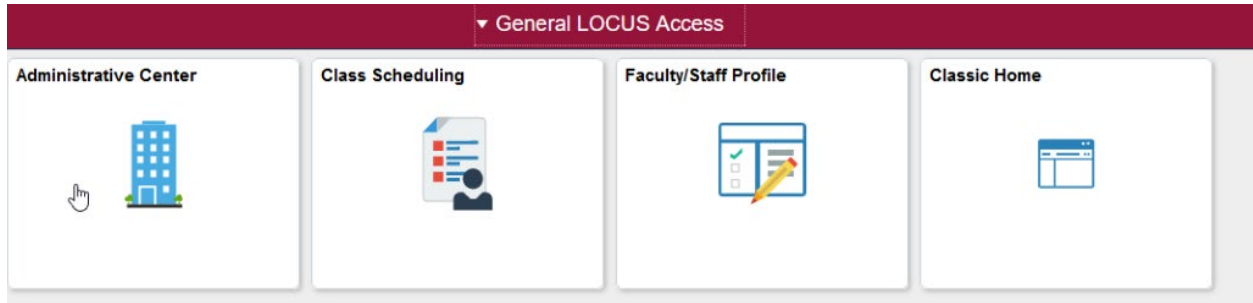 General LOCUS Access
Administrative Center
Class Scheduling
Faculty/Staff Profile
Classic Home